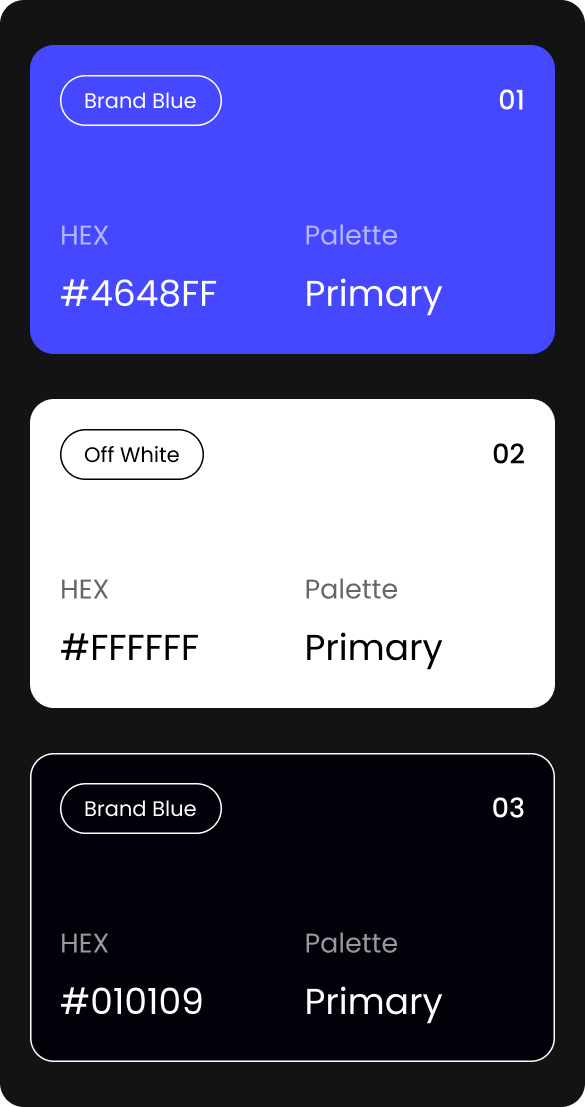 Brand Blue 01
HEX Palette
#4648FF Primary
Off White 02
HEX Palette
#FFFFFF Primary
Brand Blue 03
HEX Palette
#010109 Primary